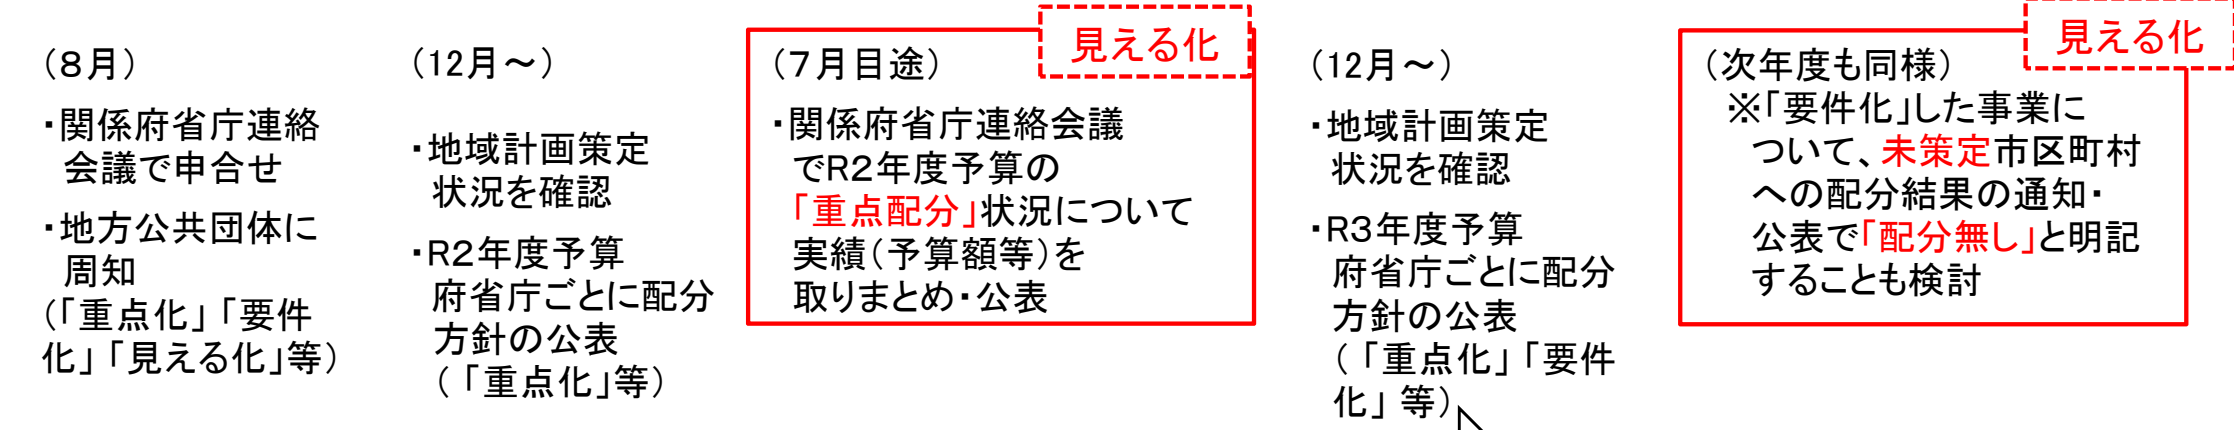 （８月）
・関係府省庁連絡
会議で申合せ
・地方公共団体に
周知
（「重点化」「要件
化」「見える化」等）
（12月～）
・地域計画策定
状況を確認
・R２年度予算
府省庁ごとに配分
方針の公表
（「重点化」等）
見える化
（７月目途）
・関係府省庁連絡会議
でR２年度予算の
「重点配分」状況について
実績（予算額等）を
取りまとめ・公表
（12月～）
・地域計画策定
状況を確認
・R３年度予算
府省庁ごとに配分
方針の公表
（「重点化」「要件
化」等）
見える化
（次年度も同様）
※「要件化」した事業に
ついて、未策定市区町村
への配分結果の通知・
公表で「配分無し」と明記
することも検討